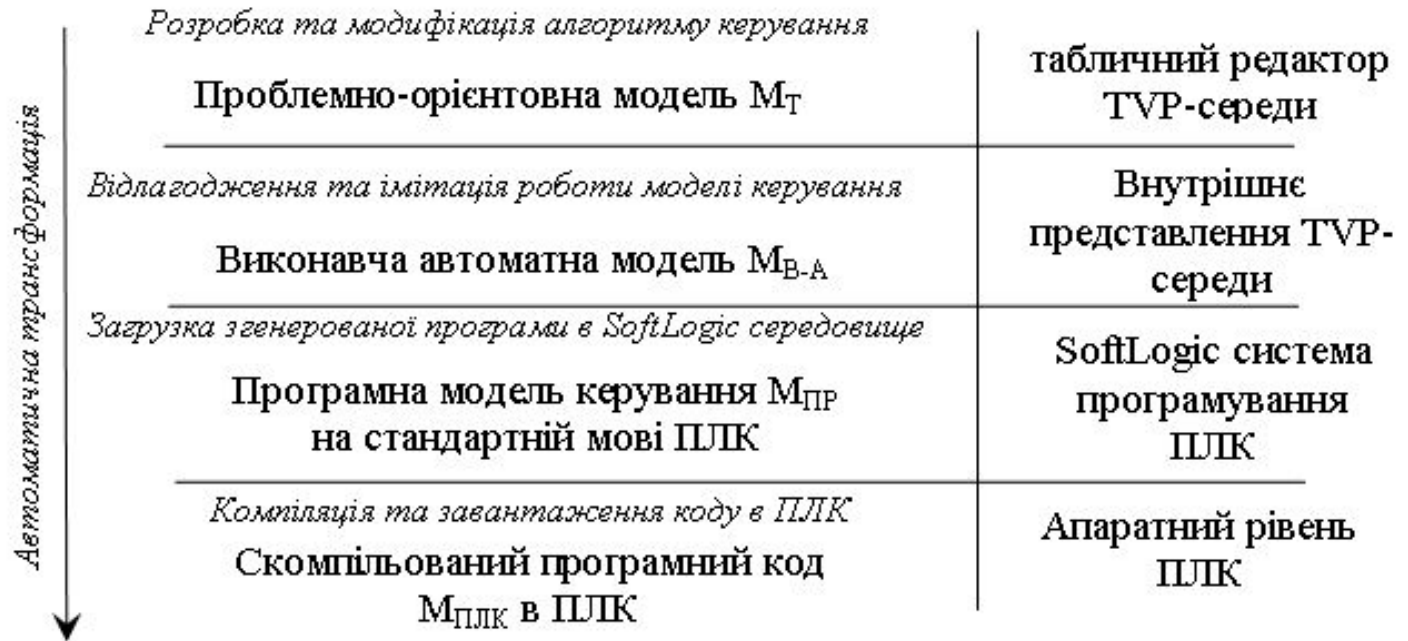 Автоматична трансформація
Розробка та модифікація алгоритму керування
Проблемно-орієнтовна модель MТ
табличний редактор
TVP-середи
Відлагодження та імітація роботи моделі керування
Виконавча автоматна модель MВ-А
Внутрішнє
представлення TVP-
середи
Загрузка згенерованої програми в SoftLogic середовище
Програмна модель керування MПР
на стандартній мові ПЛК
SoftLogic система
програмування
ПЛК
Компіляція та завантаження коду в ПЛК
Скомпільований програмний код
MПЛК в ПЛК
Апаратний рівень
ПЛК